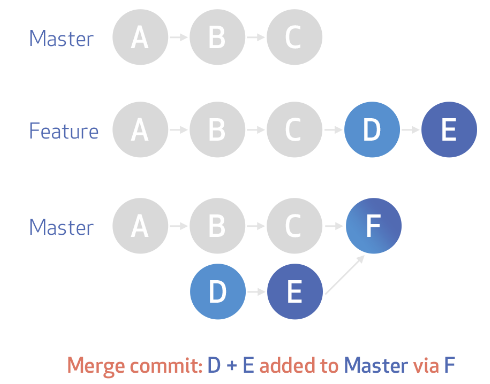 Master A B C
Feature A B C D E
Master A B C F
D E
Merge commit: D + E added to Master via F